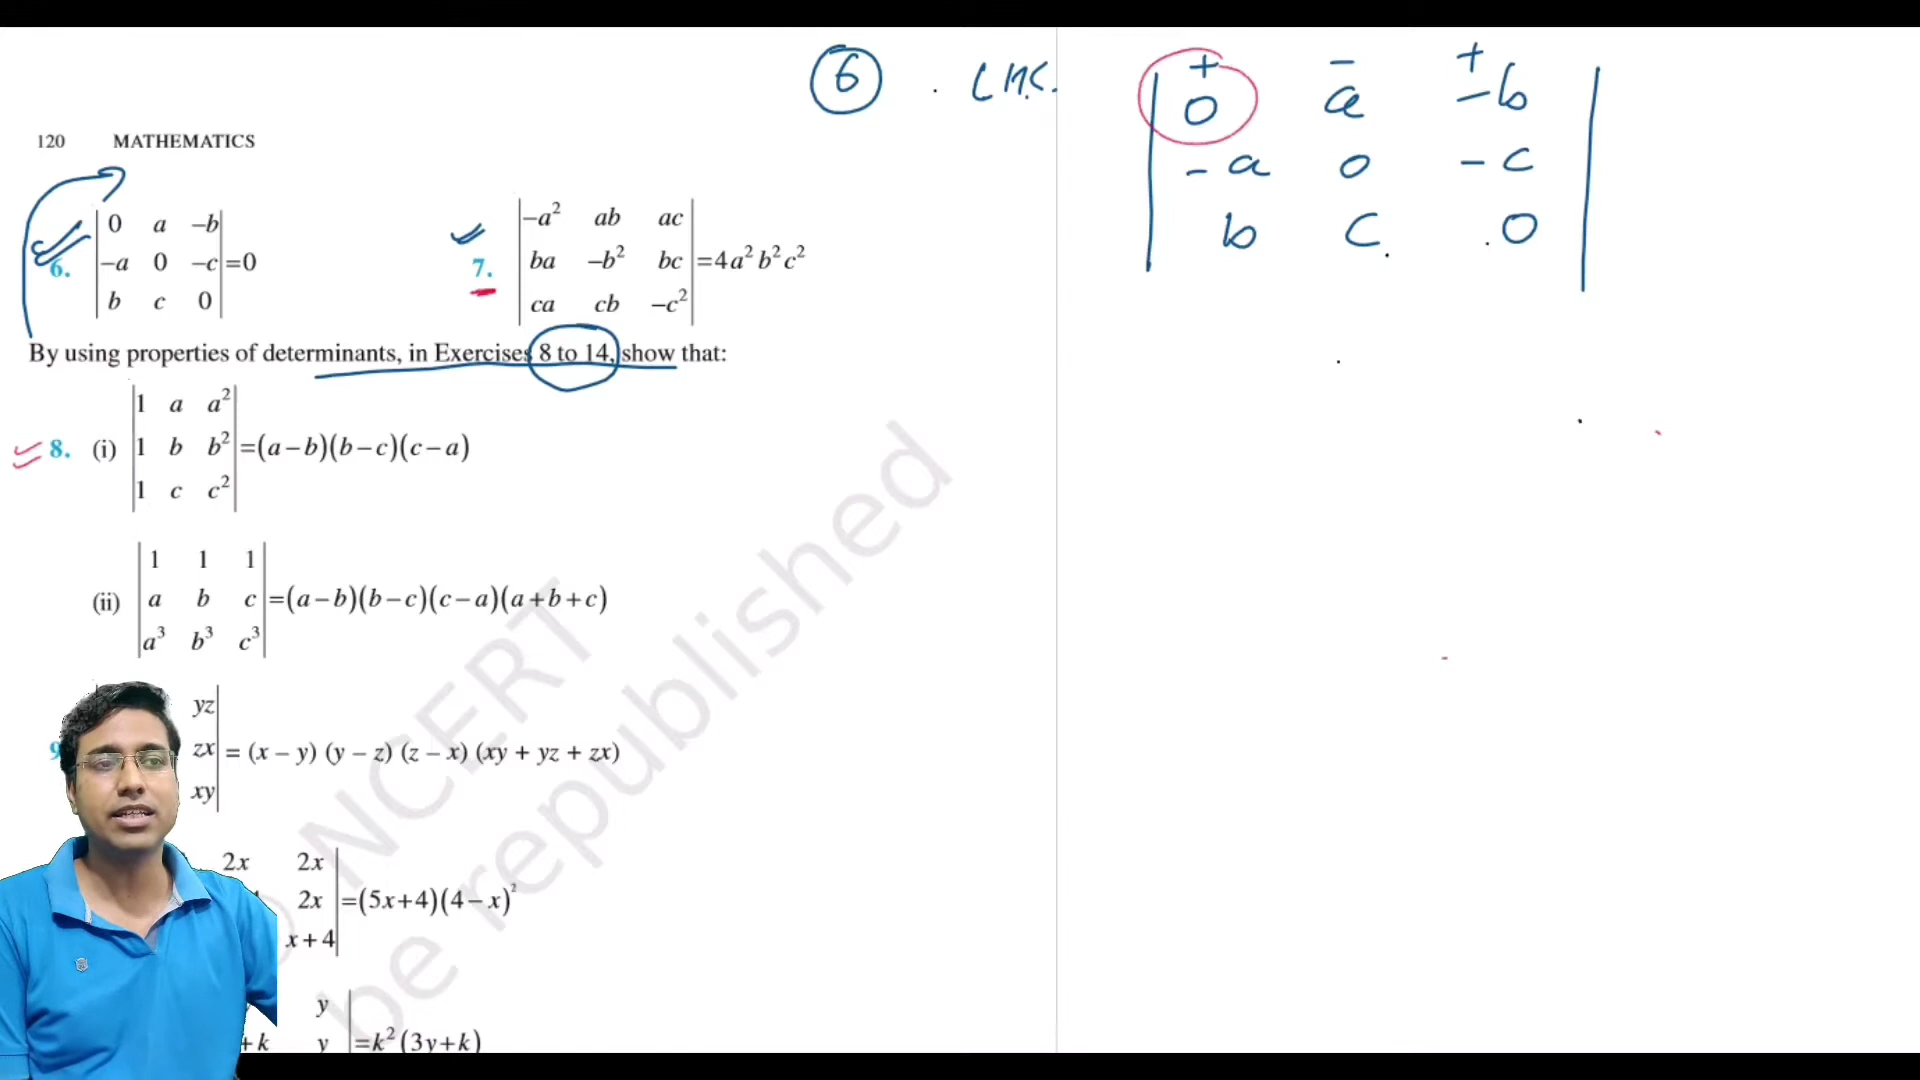 6 . L.H.S.
120 MATHEMATICS
6. | 0 a −b |
| −a 0 −c | =0
| b c 0 |
7. | −a² ab ac |
| ba −b² bc | =4a²b²c²
| ca cb −c² |
By using properties of determinants, in Exercises 8 to 14, show that:
8. (i) | 1 a a² |
| 1 b b² | =(a−b)(b−c)(c−a)
| 1 c c² |
(ii) | 1 1 1 |
| a b c | =(a−b)(b−c)(c−a)(a+b+c)
| a³ b³ c³ |
9 yz |
zx | = (x – y) (y – z) (z – x) (xy + yz + zx)
xy |
2x 2x |
2x | =(5x+4)(4−x)²
x+4 |
y |
+k y | =k²(3y+k)
© NCERT
be republished
+ − +
| 0 a −b |
| −a 0 −c |
| b c 0 |